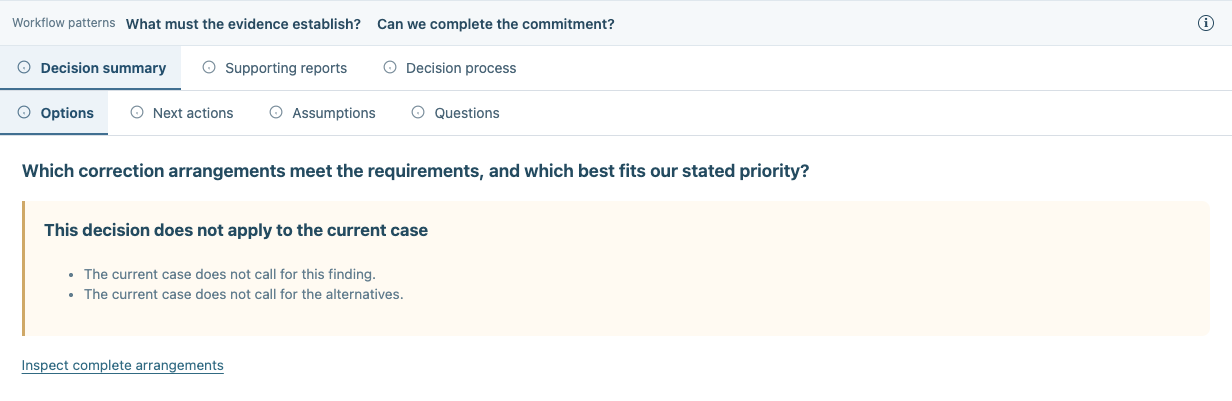 Workflow patterns What must the evidence establish? Can we complete the commitment?
Decision summary Supporting reports Decision process
Options Next actions Assumptions Questions
Which correction arrangements meet the requirements, and which best fits our stated priority?
This decision does not apply to the current case
• The current case does not call for this finding.
• The current case does not call for the alternatives.
Inspect complete arrangements